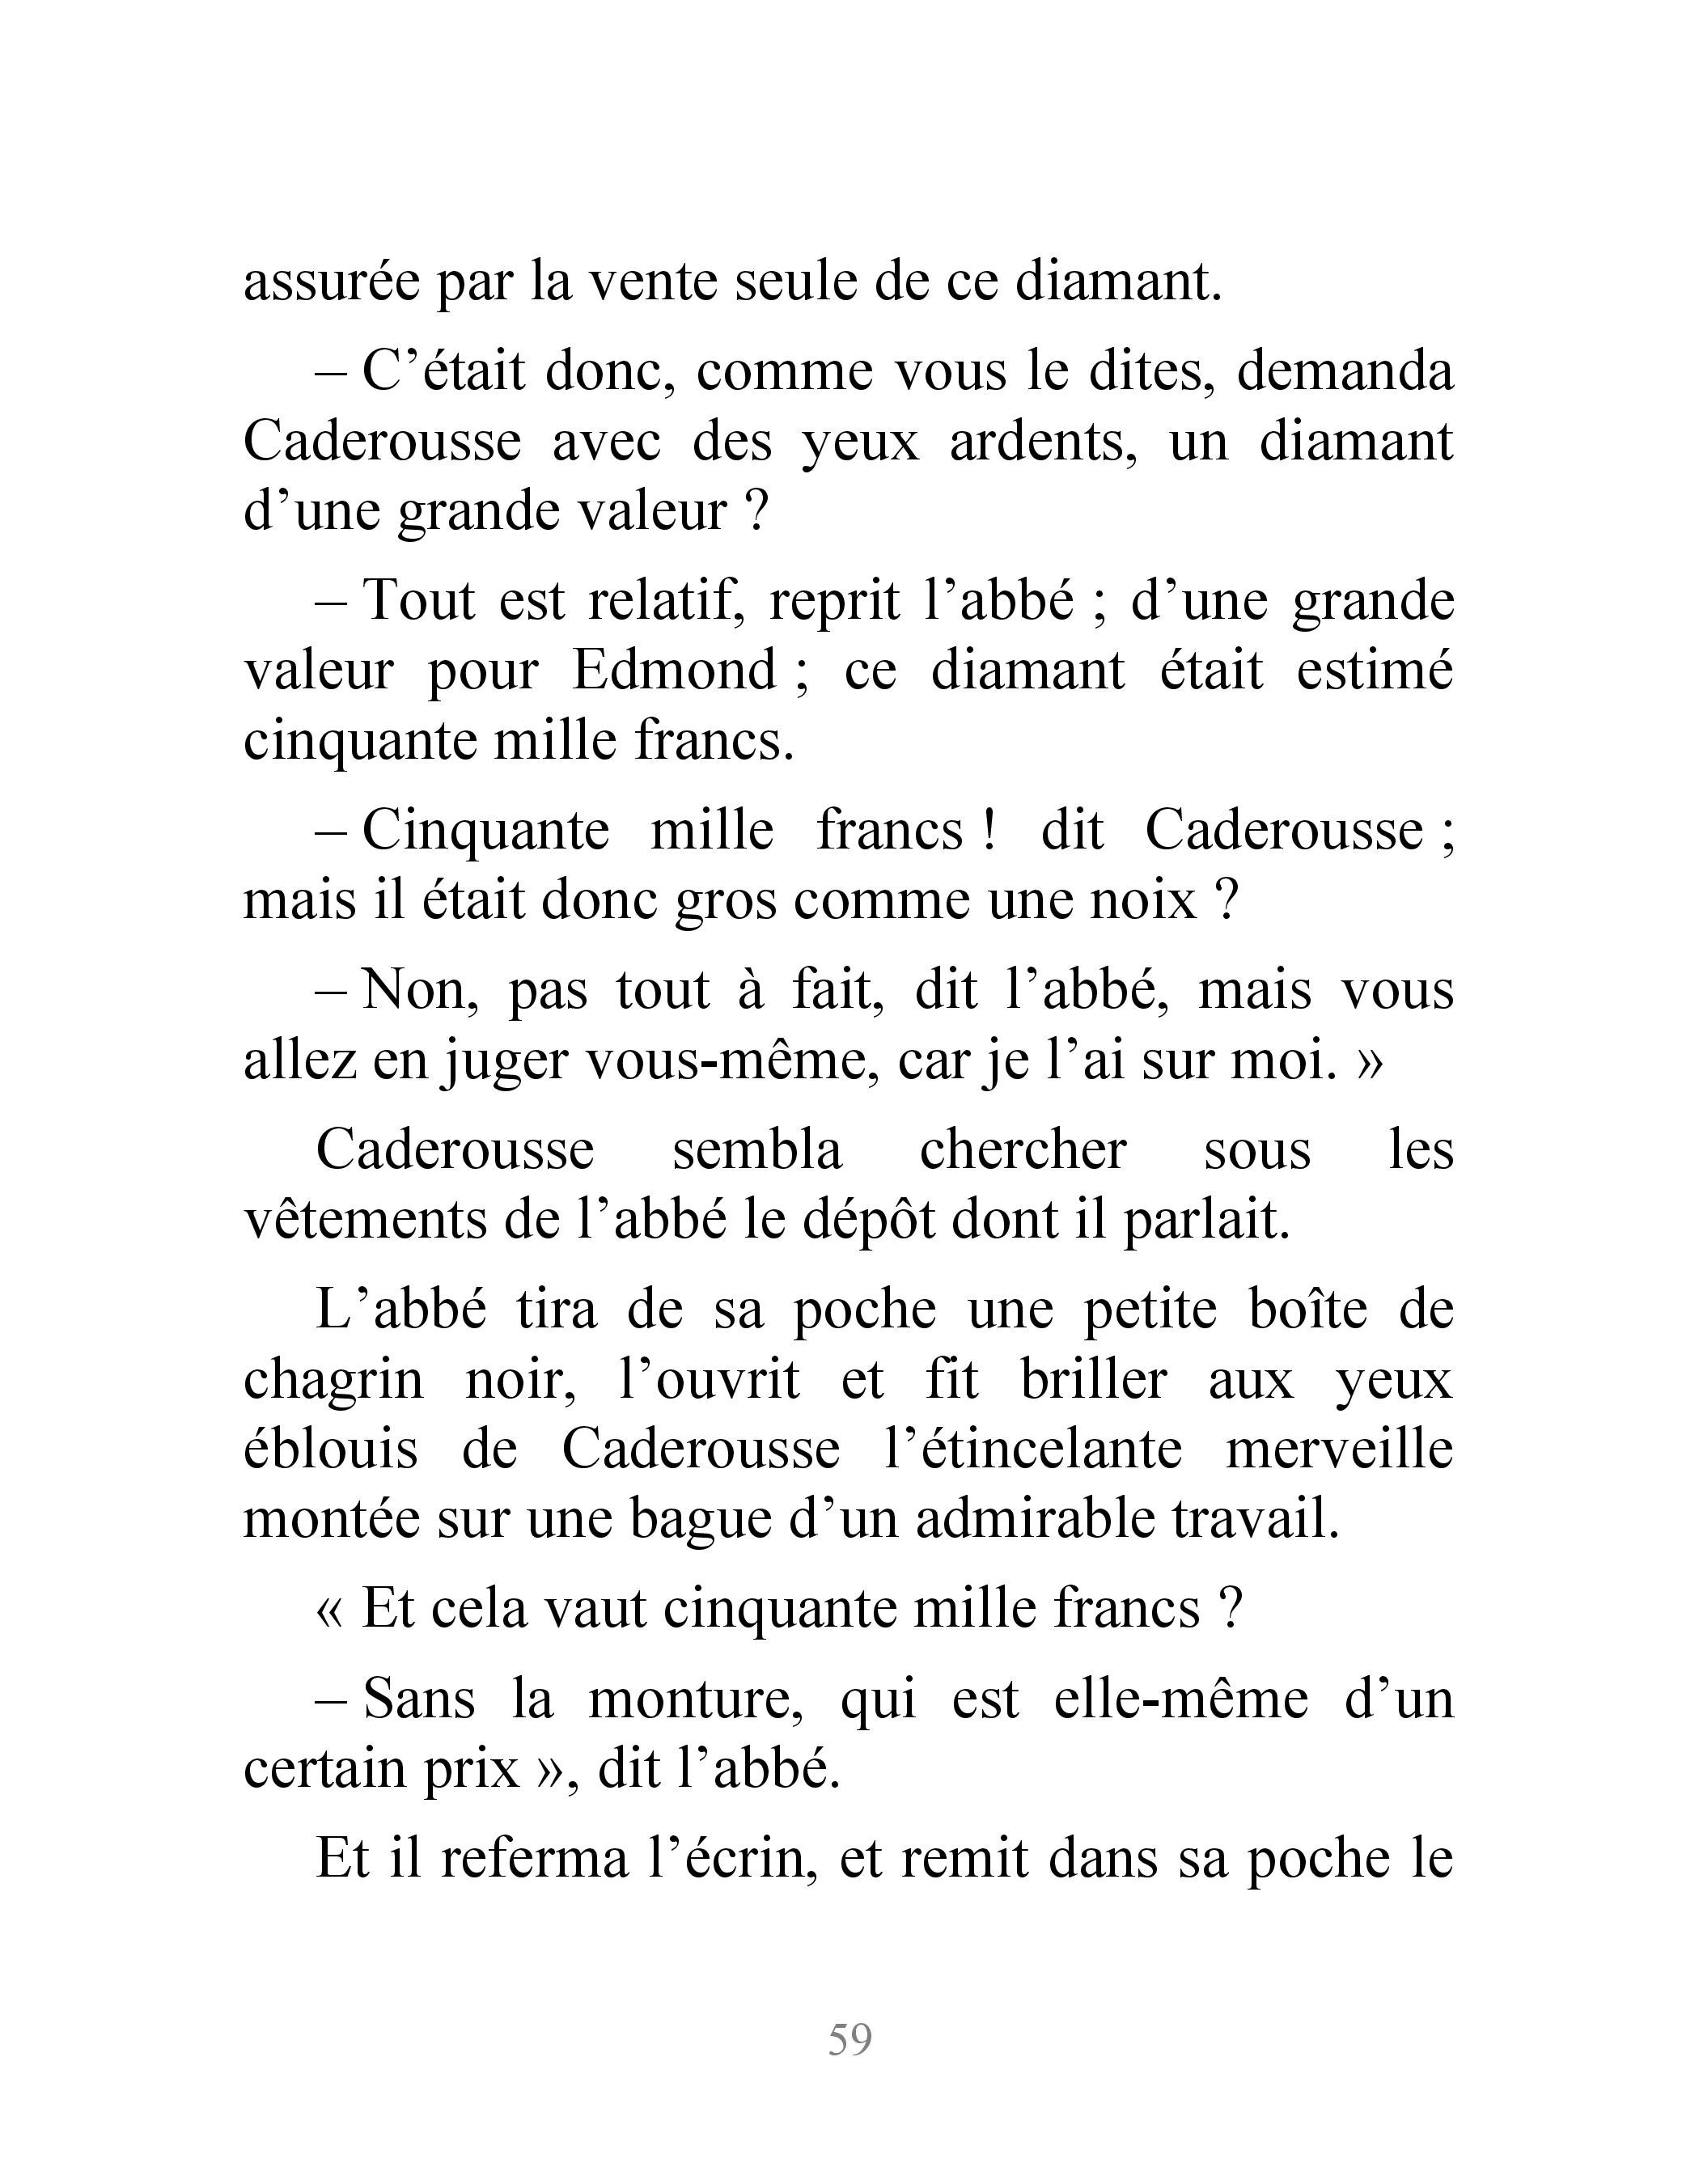 assurée par la vente seule de ce diamant.
– C’était donc, comme vous le dites, demanda
Caderousse avec des yeux ardents, un diamant
d’une grande valeur ?
– Tout est relatif, reprit l’abbé ; d’une grande
valeur pour Edmond ; ce diamant était estimé
cinquante mille francs.
– Cinquante mille francs ! dit Caderousse ;
mais il était donc gros comme une noix ?
– Non, pas tout à fait, dit l’abbé, mais vous
allez en juger vous-même, car je l’ai sur moi. »
Caderousse sembla chercher sous les
vêtements de l’abbé le dépôt dont il parlait.
L’abbé tira de sa poche une petite boîte de
chagrin noir, l’ouvrit et fit briller aux yeux
éblouis de Caderousse l’étincelante merveille
montée sur une bague d’un admirable travail.
« Et cela vaut cinquante mille francs ?
– Sans la monture, qui est elle-même d’un
certain prix », dit l’abbé.
Et il referma l’écrin, et remit dans sa poche le
59